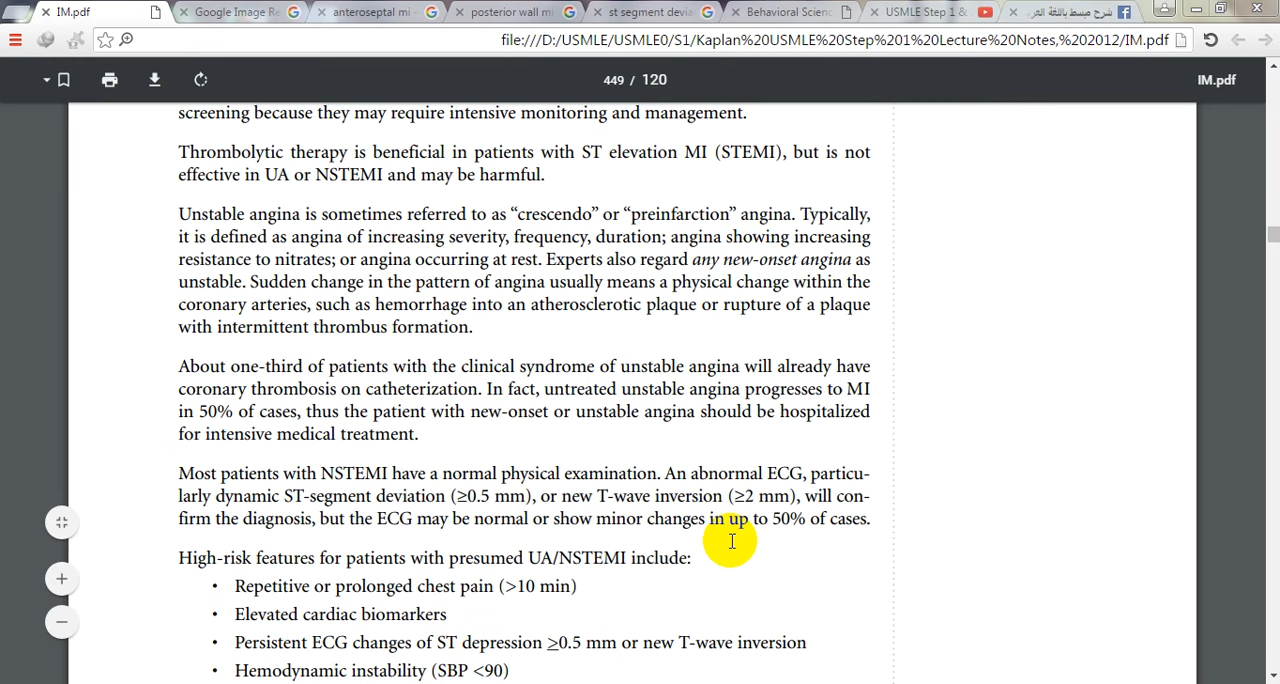 IM.pdf
Google Image Re
anteroseptal mi -
posterior wall mi
st segment devia
Behavioral Scienc
USMLE Step 1 &
شرح مبسط باللغة العر
file:///D:/USMLE/USMLE0/S1/Kaplan%20USMLE%20Step%201%20Lecture%20Notes,%202012/IM.pdf
449 / 120
IM.pdf
screening because they may require intensive monitoring and management.
Thrombolytic therapy is beneficial in patients with ST elevation MI (STEMI), but is not
effective in UA or NSTEMI and may be harmful.
Unstable angina is sometimes referred to as “crescendo” or “preinfarction” angina. Typically,
it is defined as angina of increasing severity, frequency, duration; angina showing increasing
resistance to nitrates; or angina occurring at rest. Experts also regard any new-onset angina as
unstable. Sudden change in the pattern of angina usually means a physical change within the
coronary arteries, such as hemorrhage into an atherosclerotic plaque or rupture of a plaque
with intermittent thrombus formation.
About one-third of patients with the clinical syndrome of unstable angina will already have
coronary thrombosis on catheterization. In fact, untreated unstable angina progresses to MI
in 50% of cases, thus the patient with new-onset or unstable angina should be hospitalized
for intensive medical treatment.
Most patients with NSTEMI have a normal physical examination. An abnormal ECG, particu-
larly dynamic ST-segment deviation (≥0.5 mm), or new T-wave inversion (≥2 mm), will con-
firm the diagnosis, but the ECG may be normal or show minor changes in up to 50% of cases.
High-risk features for patients with presumed UA/NSTEMI include:
• Repetitive or prolonged chest pain (>10 min)
• Elevated cardiac biomarkers
• Persistent ECG changes of ST depression ≥0.5 mm or new T-wave inversion
• Hemodynamic instability (SBP <90)